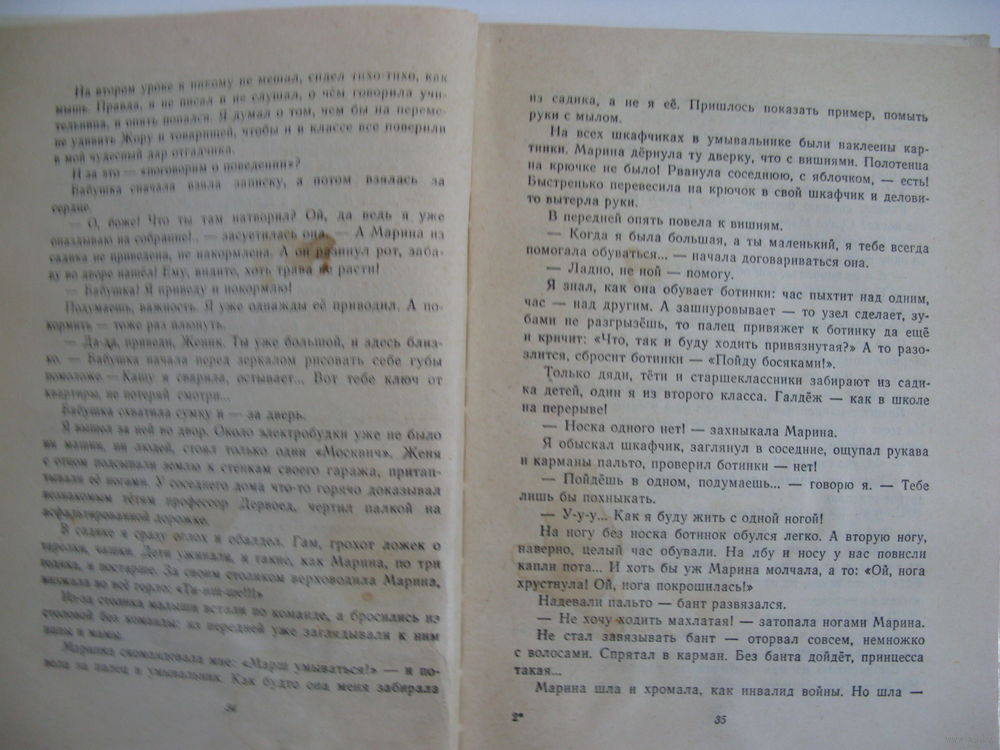 На втором уроке я никому не мешал, сидел тихо-тихо, как
мышь. Правда, я не писал и не слушал, о чём говорила учи-
тельница, и опять попался. Я думал о том, чем бы на переме-
не удивить Жору и товарищей, чтобы и в классе все поверили
в мой чудесный дар отгадчика.
И за это — «поговорим о поведении»?
Бабушка сначала взяла записку, а потом взялась за
сердце.
— О, боже! Что ты там натворил? Ой, да ведь я уже
опаздываю на собрание!.. — засуетилась она. — А Марина из
садика не приведена, не накормлена. А он разинул рот, заба-
ву во дворе нашёл! Ему, видите, хоть трава не расти!
— Бабушка! Я приведу и покормлю!
Подумаешь, важность. Я уже однажды её приводил. А по-
кормить — тоже раз плюнуть.
— Да-да, приведи, Женик. Ты уже большой, и здесь близ-
ко. — Бабушка начала перед зеркалом рисовать себе губы
помоложе. — Кашу я сварила, остывает... Вот тебе ключ от
квартиры, не потеряй смотри...
Бабушка схватила сумку и — за дверь.
Я вышел за ней во двор. Около электробудки уже не было
ни машин, ни людей, стоял только один «Москвич». Женя
с отцом подсыпали землю к стенкам своего гаража, притап-
тывали её ногами. У соседнего дома что-то горячо доказывал
незнакомым тётям профессор Дервоед, чертил палкой на
асфальтированной дорожке.
В садике я сразу оглох и обалдел. Гам, грохот ложек о
тарелки, чашки. Дети ужинали, и такие, как Марина, по три
годика, и постарше. За своим столиком верховодила Марина,
визжала во всё горло: «Ти-ши-ше!!!»
Из-за столика малыши встали по команде, а бросились из
столовой без команды: из передней уже заглядывали к ним
папы и мамы.
Маринка скомандовала мне: «Марш умываться!» — и по-
вела за палец в умывальник. Как будто она меня забирала
34
из садика, а не я её. Пришлось показать пример, помыть
руки с мылом.
На всех шкафчиках в умывальнике были наклеены кар-
тинки. Марина дёрнула ту дверку, что с вишнями. Полотенца
на крючке не было! Рванула соседнюю, с яблочком, — есть!
Быстренько перевесила на крючок в свой шкафчик и делови-
то вытерла руки.
В передней опять повела к вишням.
— Когда я была большая, а ты маленький, я тебе всегда
помогала обуваться... — начала договариваться она.
— Ладно, не ной — помогу.
Я знал, как она обувает ботинки: час пыхтит над одним,
час — над другим. А зашнуровывает — то узел сделает, зу-
бами не разгрызёшь, то палец привяжет к ботинку да ещё
и кричит: «Что, так и буду ходить привязнутая?» А то разо-
злится, сбросит ботинки — «Пойду босяками!».
Только дяди, тёти и старшеклассники забирают из сади-
ка детей, один я из второго класса. Галдёж — как в школе
на перерыве!
— Носка одного нет! — захныкала Марина.
Я обыскал шкафчик, заглянул в соседние, ощупал рукава
и карманы пальто, проверил ботинки — нет!
— Пойдёшь в одном, подумаешь... — говорю я. — Тебе
лишь бы похныкать.
— У-у-у... Как я буду жить с одной ногой!
На ногу без носка ботинок обулся легко. А вторую ногу,
наверно, целый час обували. На лбу и носу у нас повисли
капли пота... И хоть бы уж Марина молчала, а то: «Ой, нога
хрустнула! Ой, нога покрошилась!»
Надевали пальто — бант развязался.
— Не хочу ходить махлатая! — затопала ногами Марина.
Не стал завязывать бант — оторвал совсем, немножко
с волосами. Спрятал в карман. Без банта дойдёт, принцесса
такая...
Марина шла и хромала, как инвалид войны. Но шла —
2*
35